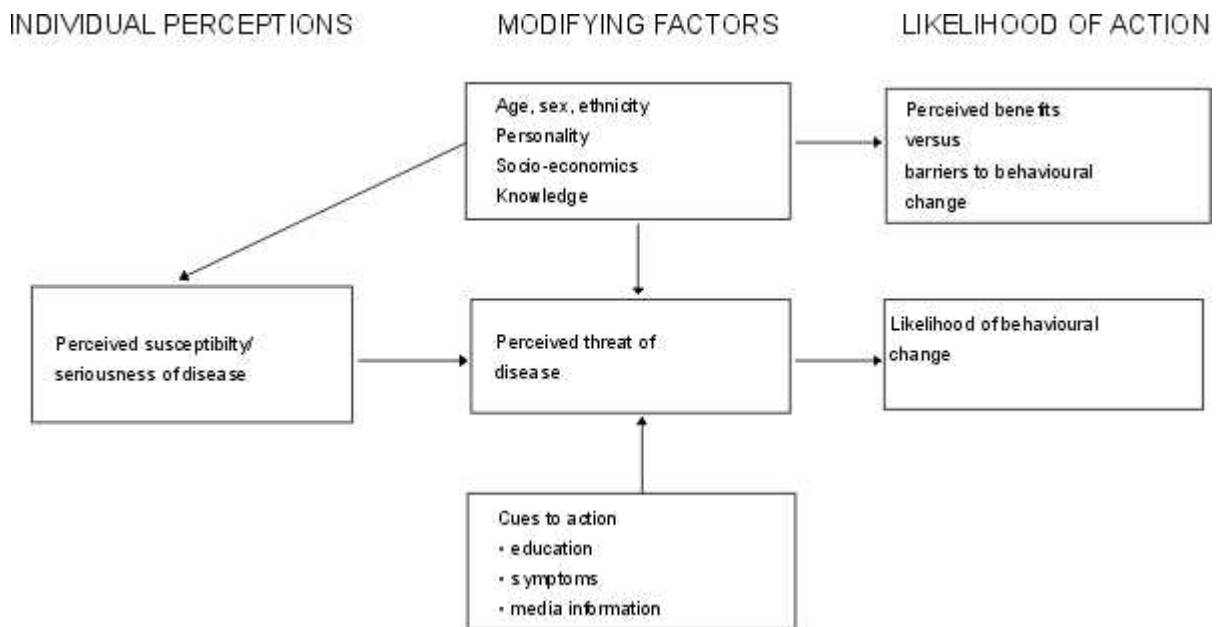 INDIVIDUAL PERCEPTIONS
MODIFYING FACTORS
LIKELIHOOD OF ACTION
Age, sex, ethnicity
Personality
Socio-economics
Knowledge
Perceived benefits
versus
barriers to behavioural
change
Perceived susceptibilty/
seriousness of disease
Perceived threat of
disease
Likelihood of behavioural
change
Cues to action
• education
• symptoms
• media information